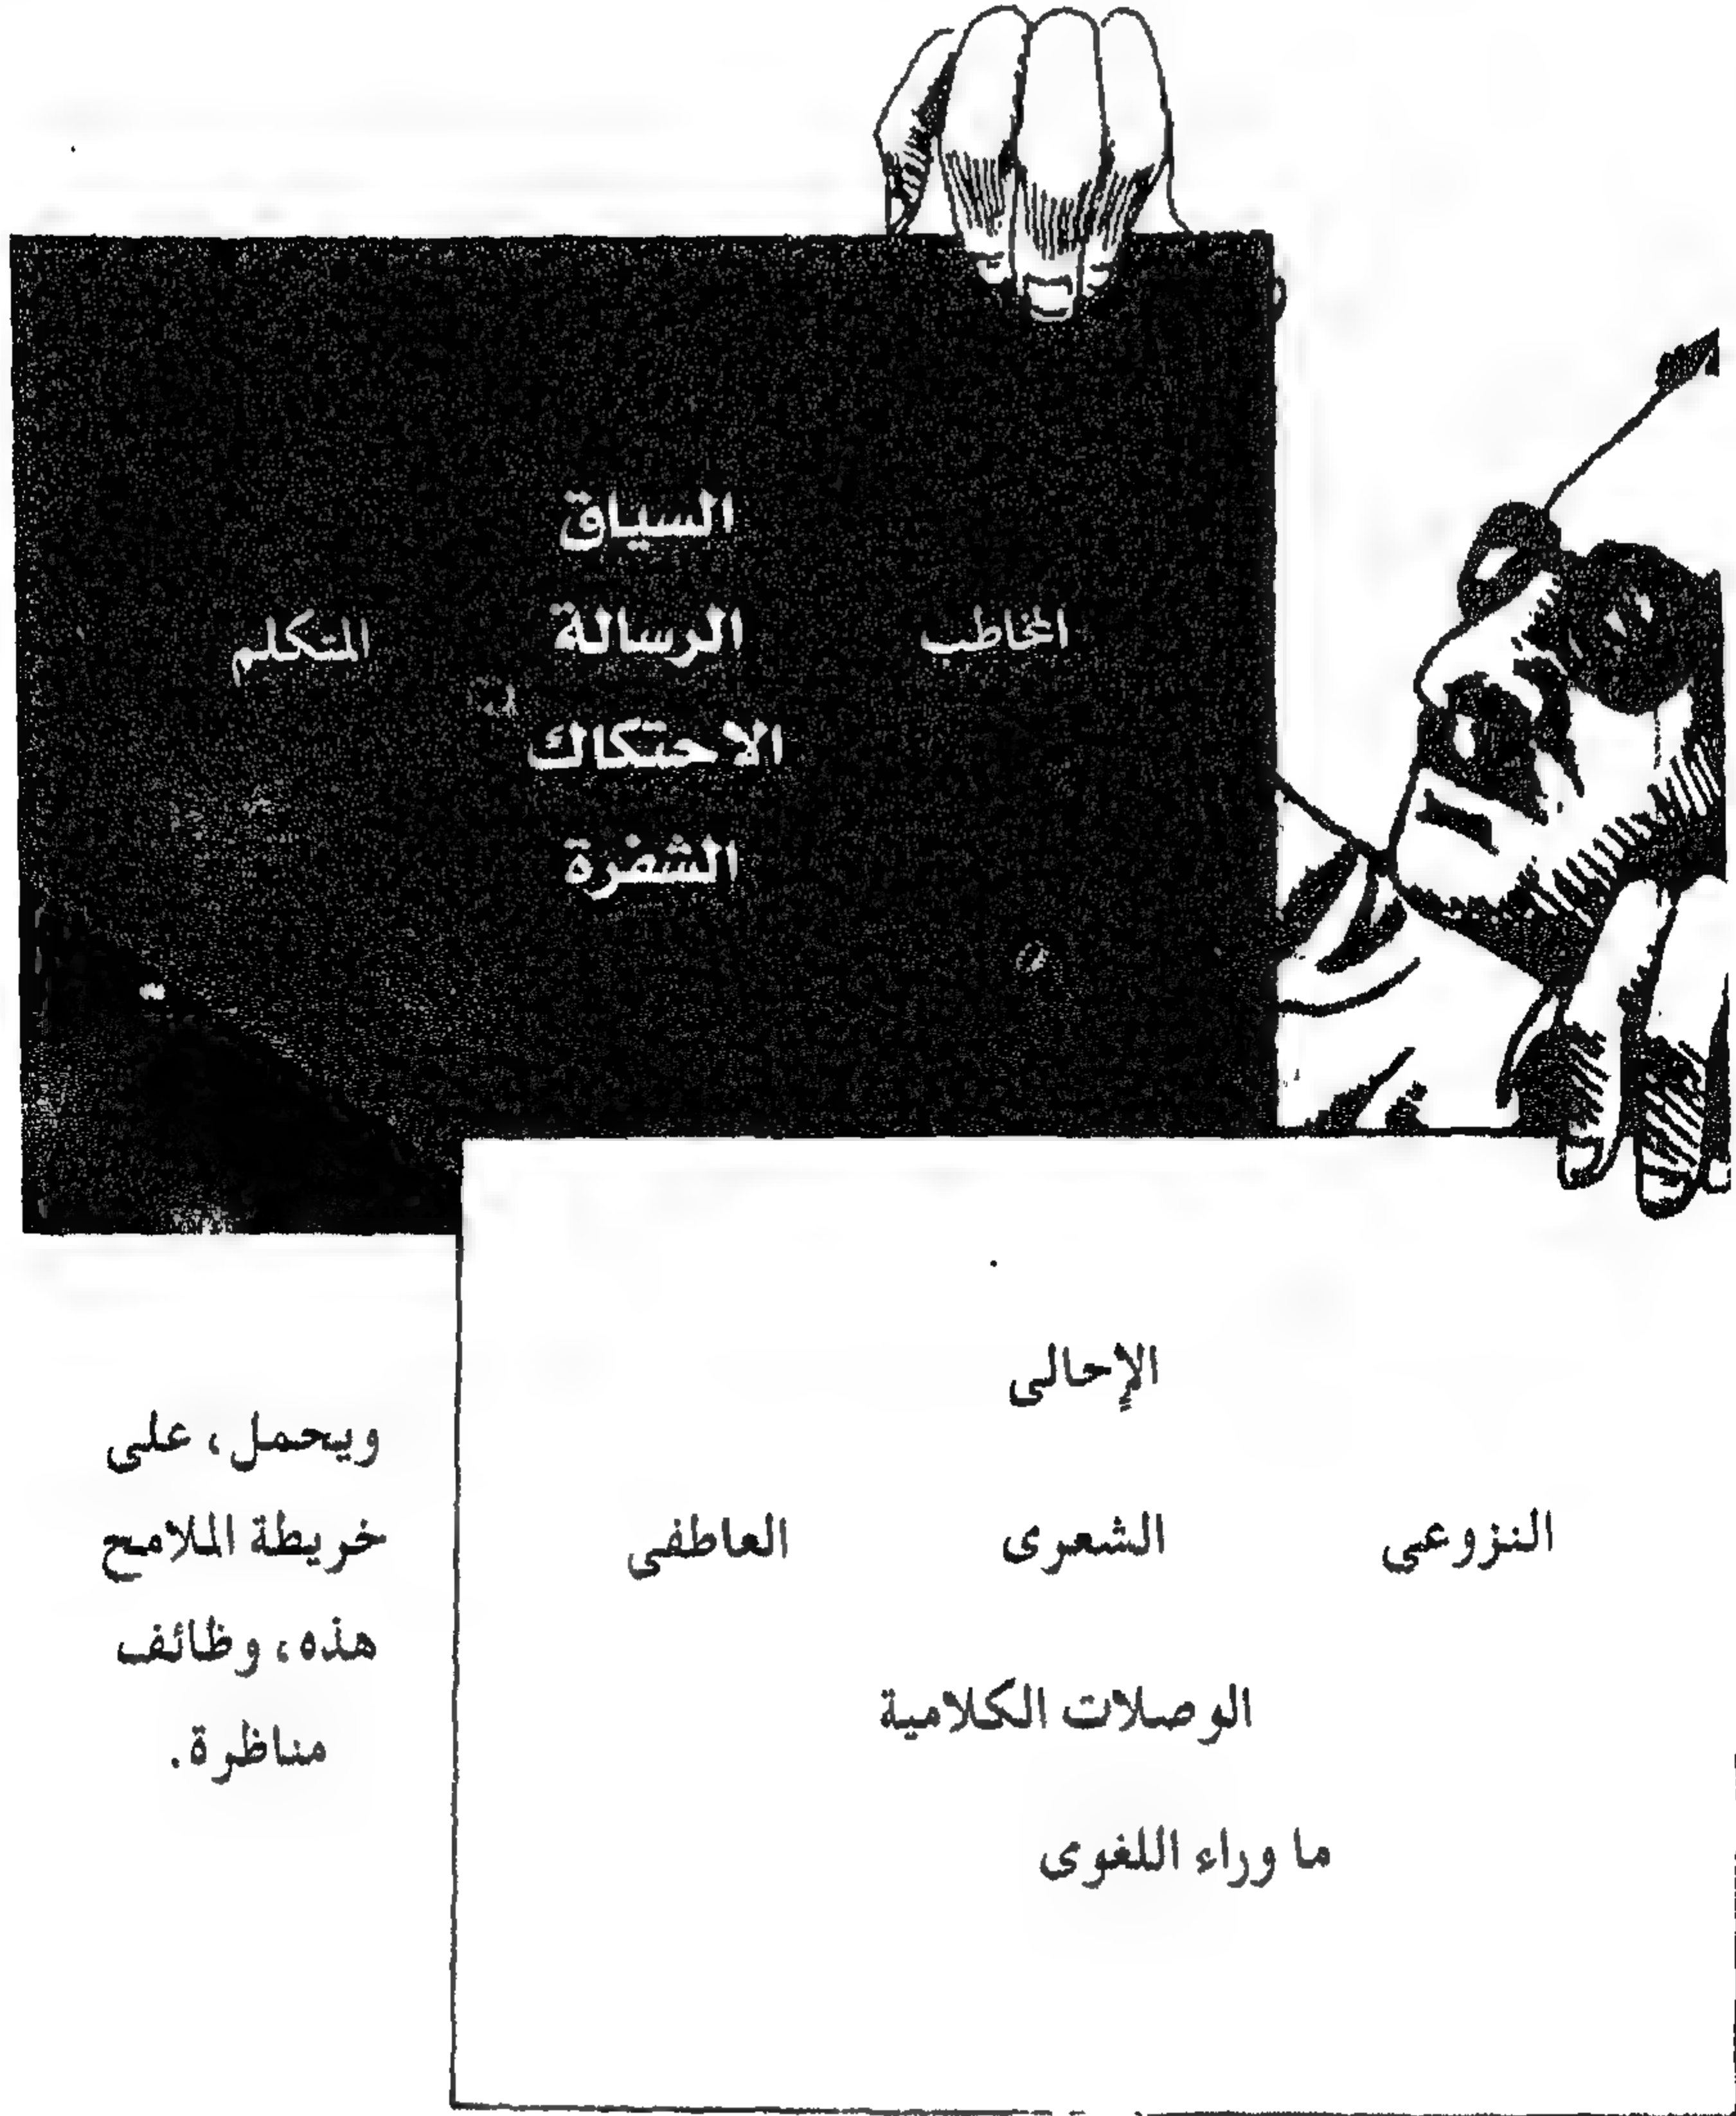 السياق
المخاطب الرسالة المتكلم
الاحتكاك
الشفرة
الإحالى
النزوعى الشعرى العاطفى
الوصلات الكلامية
ما وراء اللغوى
ويحمل، على
خريطة الملامح
هذه، وظائف
مناظرة.